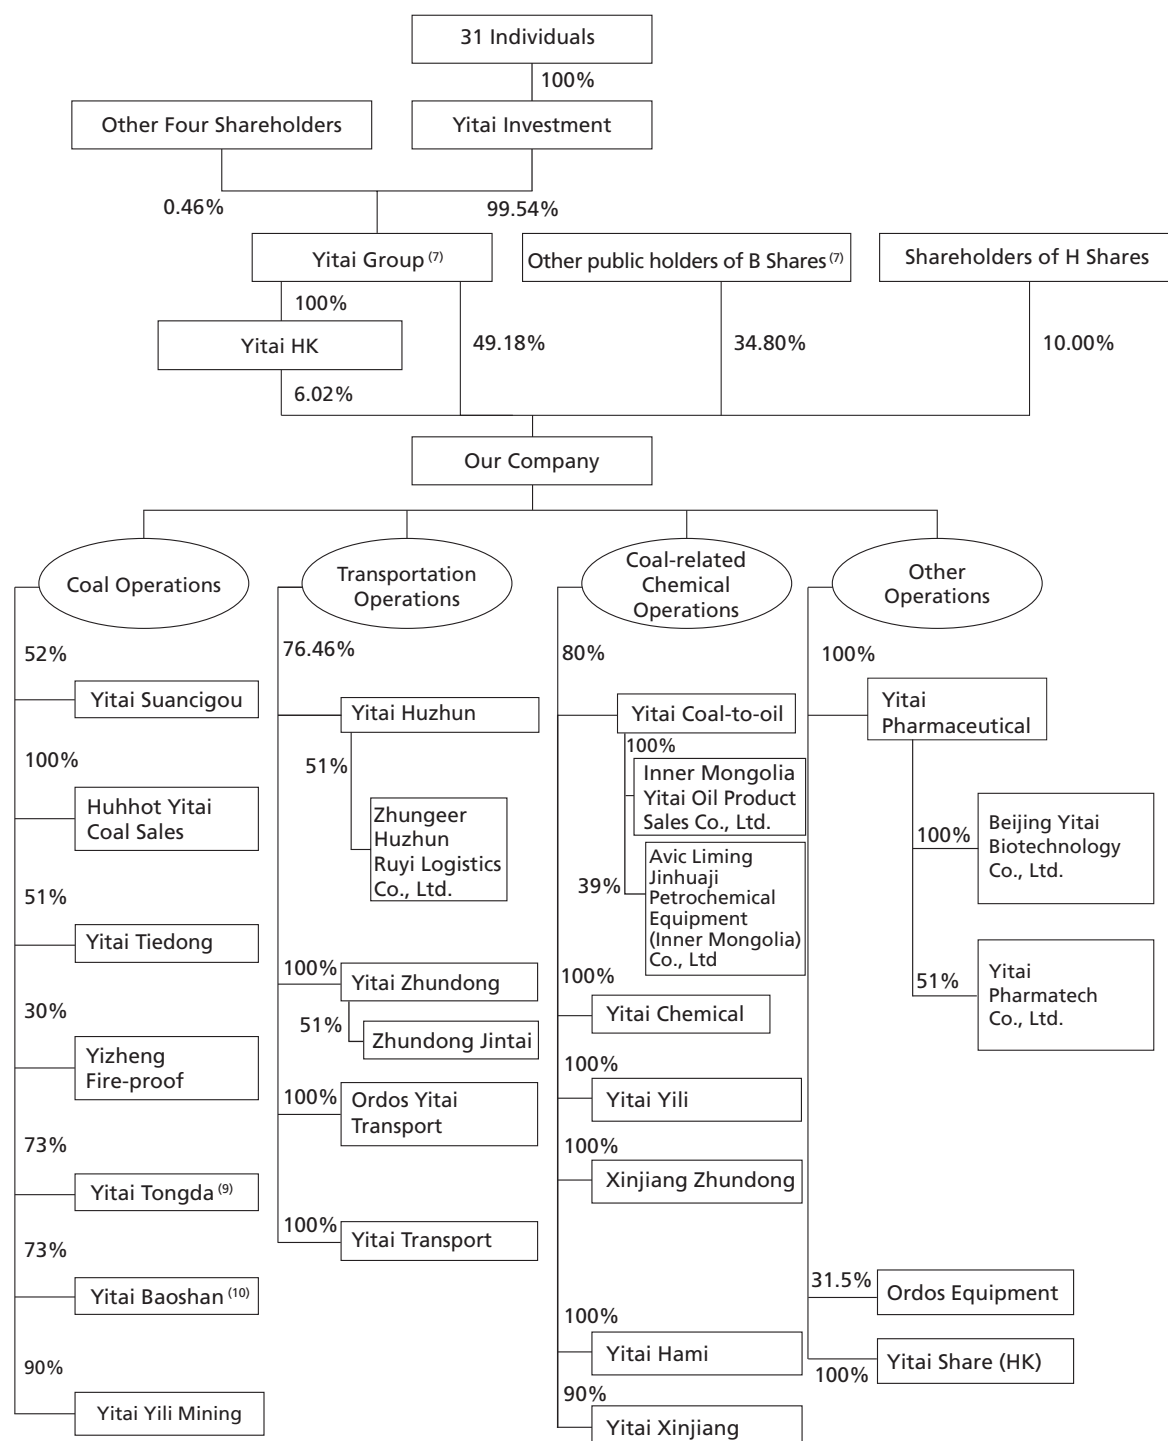 31 Individuals
100%
Other Four Shareholders
Yitai Investment
0.46%
99.54%
Yitai Group (7)
Other public holders of B Shares (7)
Shareholders of H Shares
100%
Yitai HK
49.18%
34.80%
10.00%
6.02%
Our Company
Coal Operations
Transportation
Operations
Coal-related
Chemical
Operations
Other
Operations
52%
Yitai Suancigou
100%
Huhhot Yitai
Coal Sales
51%
Yitai Tiedong
30%
Yizheng
Fire-proof
73%
Yitai Tongda (9)
73%
Yitai Baoshan (10)
90%
Yitai Yili Mining
76.46%
Yitai Huzhun
51%
Zhungeer
Huzhun
Ruyi Logistics
Co., Ltd.
100%
Yitai Zhundong
51%
Zhundong Jintai
100%
Ordos Yitai
Transport
100%
Yitai Transport
80%
Yitai Coal-to-oil
100%
Inner Mongolia
Yitai Oil Product
Sales Co., Ltd.
39%
Avic Liming
Jinhuaji
Petrochemical
Equipment
(Inner Mongolia)
Co., Ltd
100%
Yitai Chemical
100%
Yitai Yili
100%
Xinjiang Zhundong
100%
Yitai Hami
90%
Yitai Xinjiang
100%
Yitai
Pharmaceutical
100%
Beijing Yitai
Biotechnology
Co., Ltd.
51%
Yitai
Pharmatech
Co., Ltd.
31.5%
Ordos Equipment
100%
Yitai Share (HK)